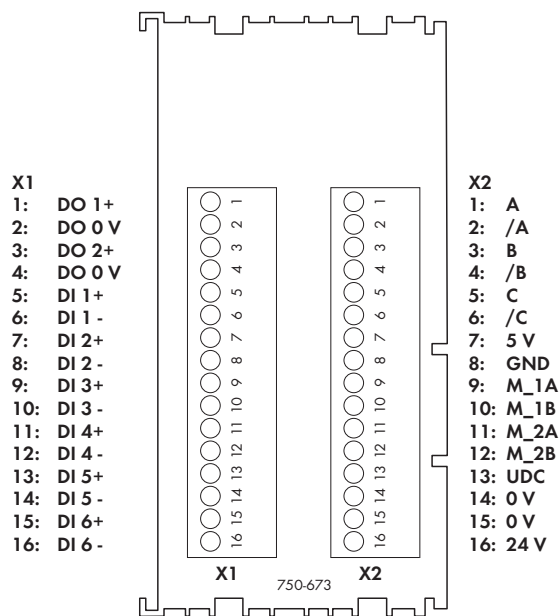 X1
1: DO 1+
2: DO 0 V
3: DO 2+
4: DO 0 V
5: DI 1+
6: DI 1 -
7: DI 2+
8: DI 2 -
9: DI 3+
10: DI 3 -
11: DI 4+
12: DI 4 -
13: DI 5+
14: DI 5 -
15: DI 6+
16: DI 6 -
1
2
3
4
5
6
7
8
9
10
11
12
13
14
15
16
X1
750-673
1
2
3
4
5
6
7
8
9
10
11
12
13
14
15
16
X2
X2
1: A
2: /A
3: B
4: /B
5: C
6: /C
7: 5 V
8: GND
9: M_1A
10: M_1B
11: M_2A
12: M_2B
13: UDC
14: 0 V
15: 0 V
16: 24 V